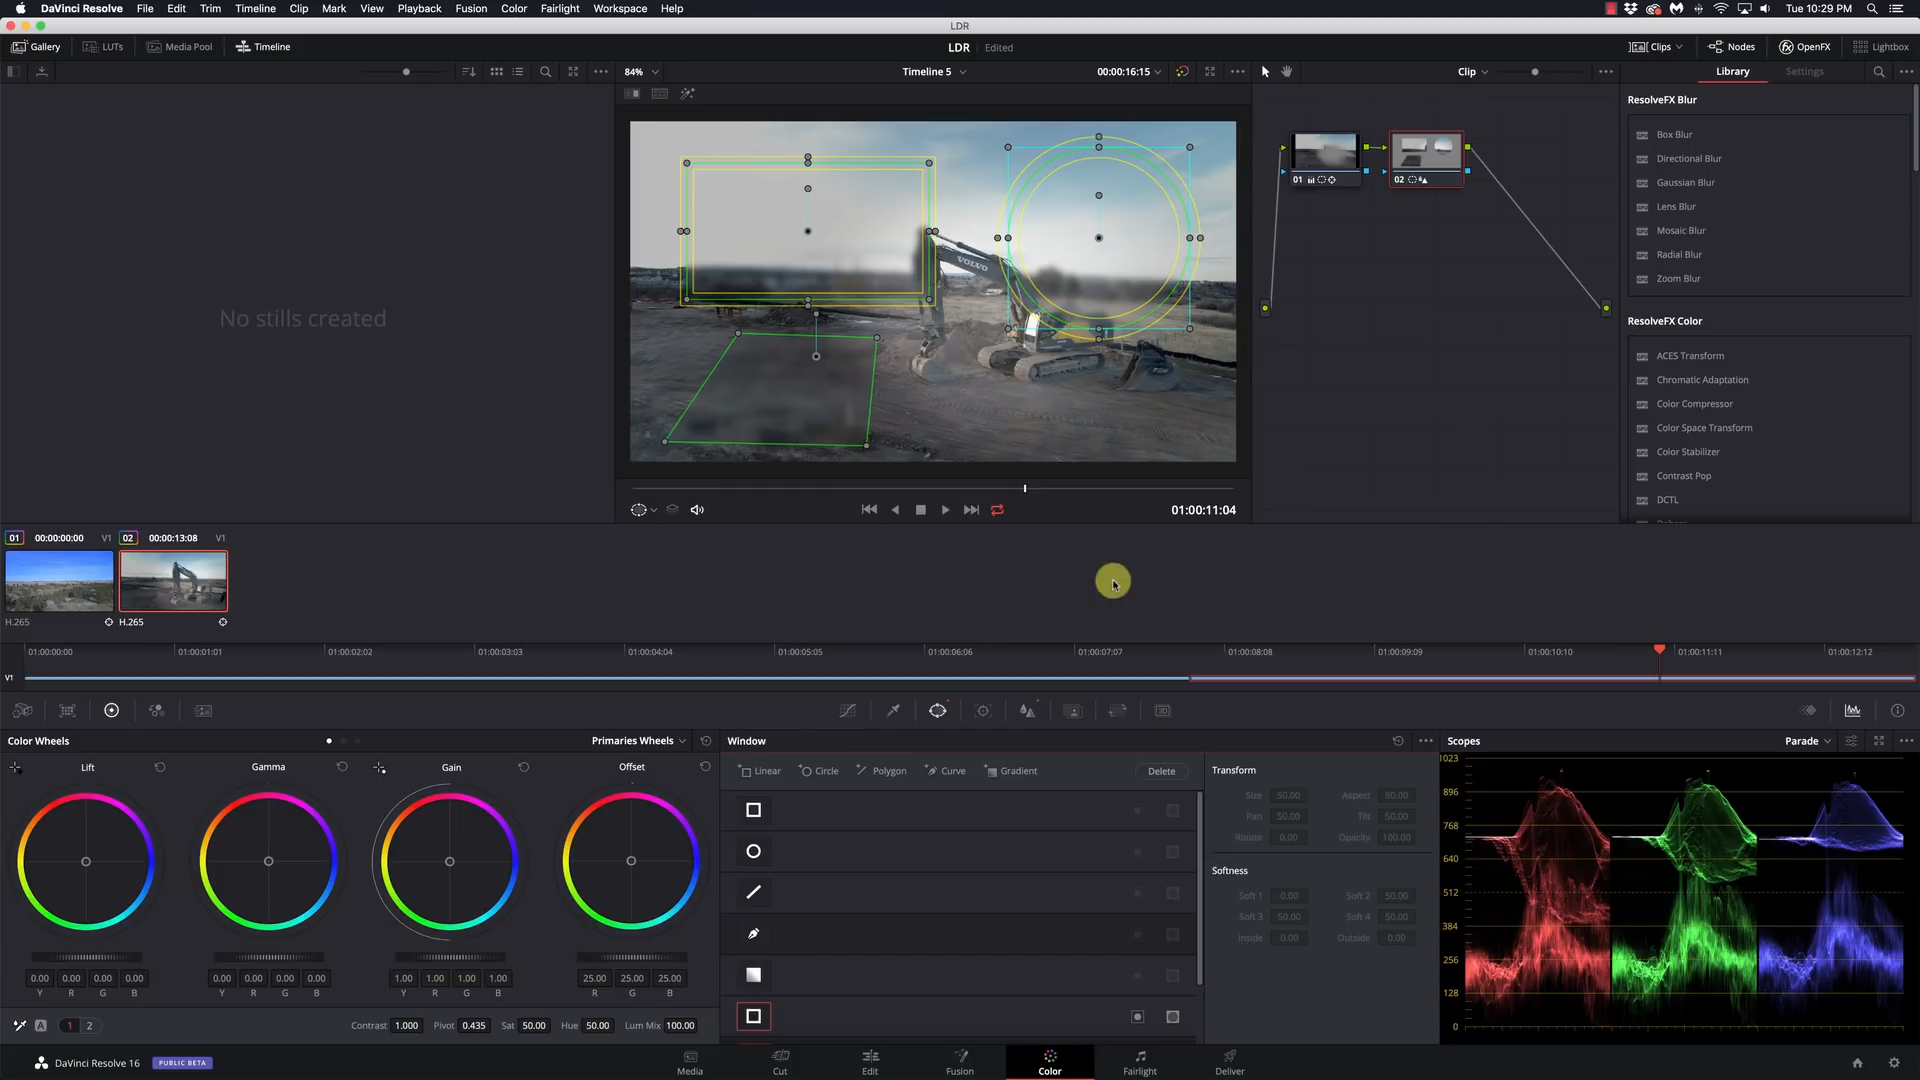 DaVinci Resolve File Edit Trim Timeline Clip Mark View Playback Fusion Color Fairlight Workspace Help Tue 10:29 PM
LDR
Gallery LUTs Media Pool Timeline LDR Edited Clips Nodes OpenFX Lightbox
84% Timeline 5 00:00:16:15 Clip Library Settings
ResolveFX Blur
Box Blur
Directional Blur
Gaussian Blur
Lens Blur
Mosaic Blur
Radial Blur
Zoom Blur
ResolveFX Color
ACES Transform
Chromatic Adaptation
Color Compressor
Color Space Transform
Color Stabilizer
Contrast Pop
DCTL
01 02
VOLVO
No stills created
01:00:11:04
01 00:00:00:00 V1 02 00:00:13:08 V1
H.265 H.265
01:00:00:00 01:00:01:01 01:00:02:02 01:00:03:03 01:00:04:04 01:00:05:05 01:00:06:06 01:00:07:07 01:00:08:08 01:00:09:09 01:00:10:10 01:00:11:11 01:00:12:12
V1
Color Wheels Primaries Wheels Window Scopes Parade
Lift Gamma Gain Offset
Linear Circle Polygon Curve Gradient Delete
Transform
Size 50.00 Aspect 50.00
Pan 50.00 Tilt 50.00
Rotate 0.00 Opacity 100.00
Softness
Soft 1 0.00 Soft 2 50.00
Soft 3 50.00 Soft 4 50.00
Inside 0.00 Outside 0.00
1023
896
768
640
512
384
256
128
0
0.00 0.00 0.00 0.00 0.00 0.00 0.00 0.00 1.00 1.00 1.00 1.00 25.00 25.00 25.00
Y R G B Y R G B Y R G B R G B
A 1 2 Contrast 1.000 Pivot 0.435 Sat 50.00 Hue 50.00 Lum Mix 100.00
DaVinci Resolve 16 PUBLIC BETA Media Cut Edit Fusion Color Fairlight Deliver